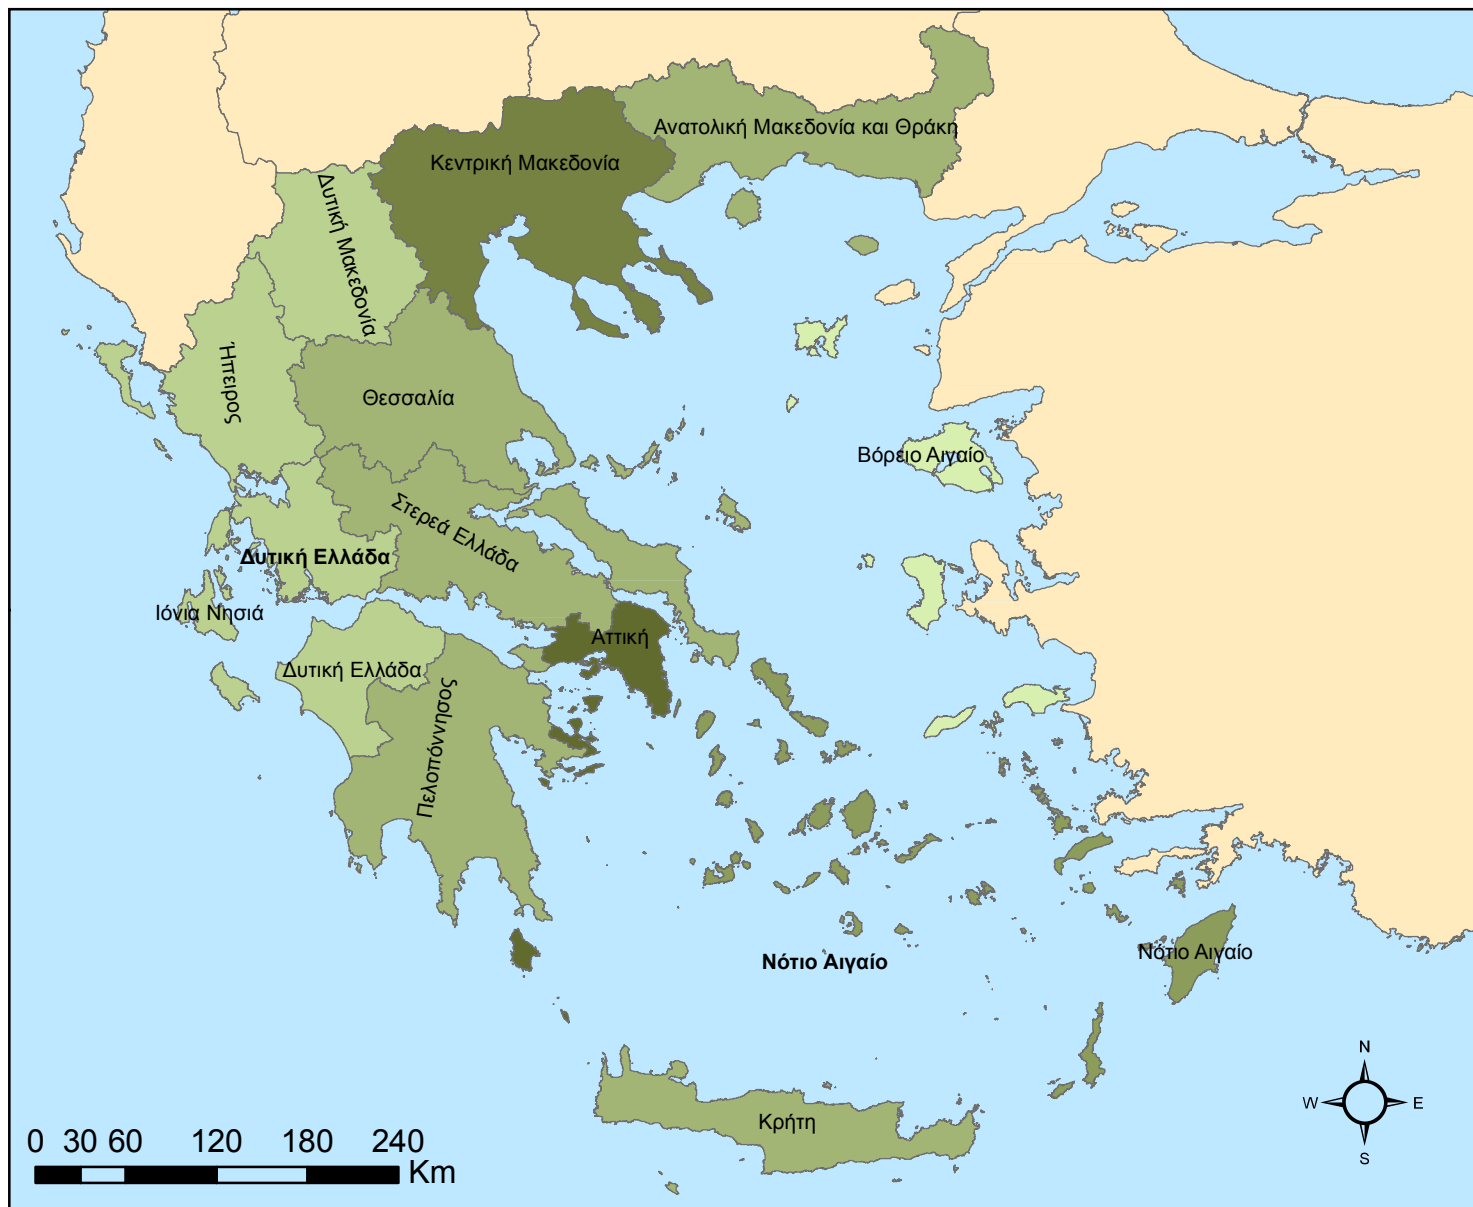 Ανατολική Μακεδονία και Θράκη
Κεντρική Μακεδονία
Δυτική Μακεδονία
Ήπειρος
Θεσσαλία
Βόρειο Αιγαίο
Στερεά Ελλάδα
Δυτική Ελλάδα
Ιόνια Νησιά
Αττική
Δυτική Ελλάδα
Πελοπόννησος
Νότιο Αιγαίο
Νότιο Αιγαίο
Κρήτη
N
W E
S
0 30 60 120 180 240
Km